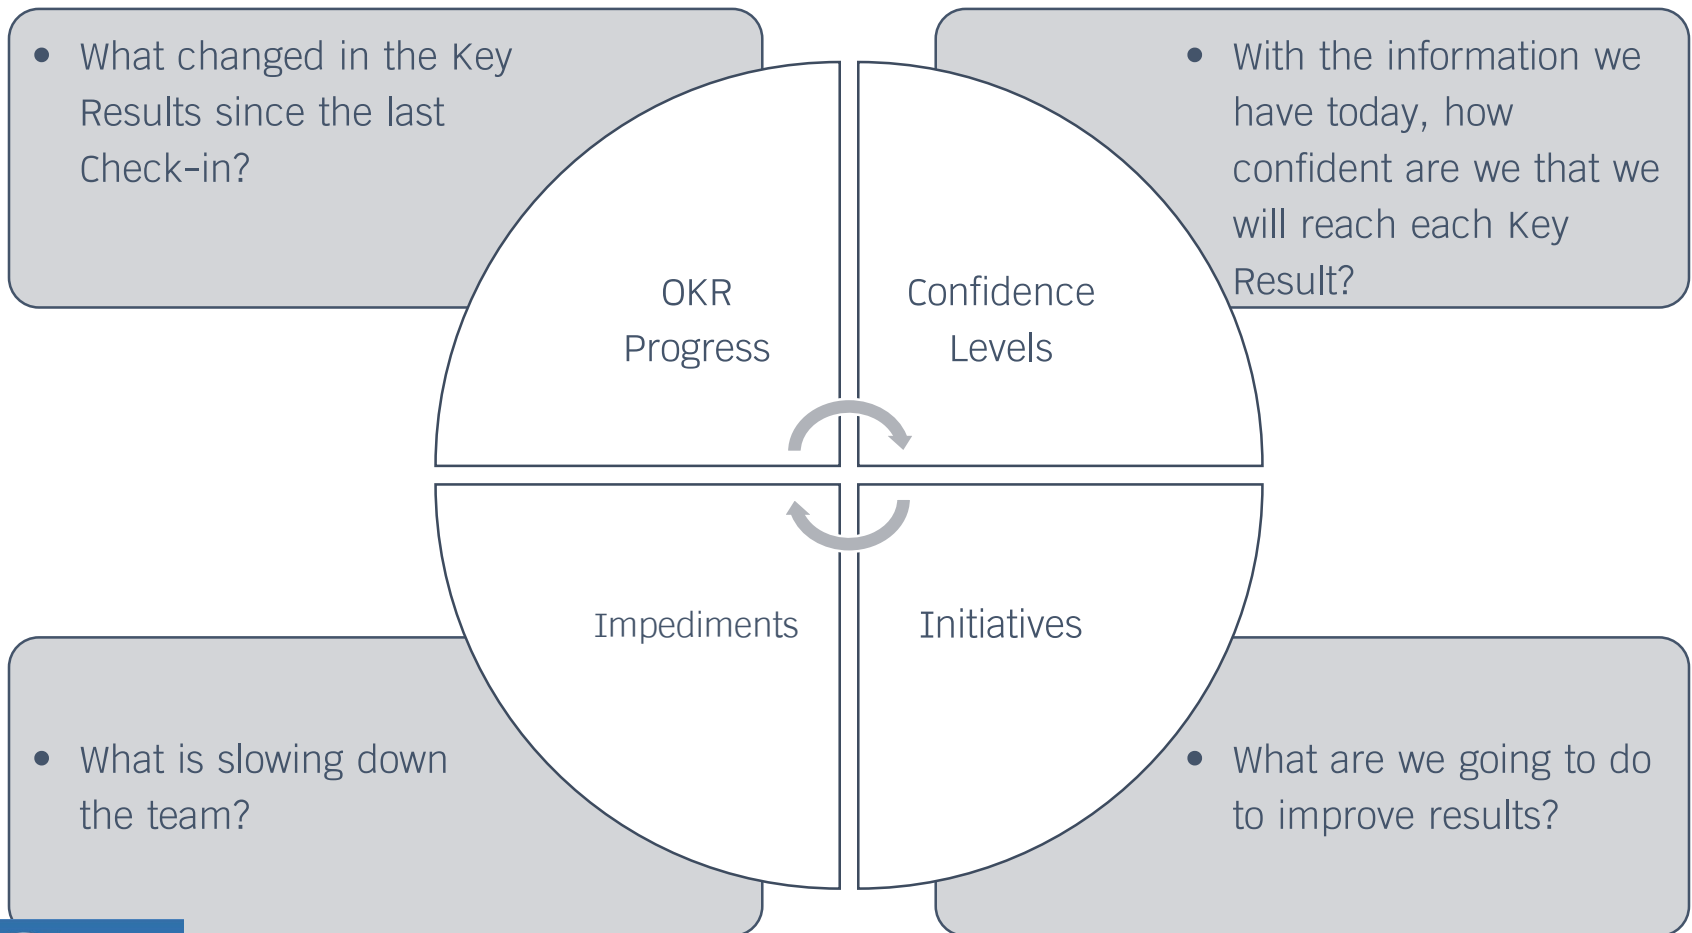 • What changed in the Key
Results since the last
Check-in?
• With the information we
have today, how
confident are we that we
will reach each Key
Result?
OKR
Progress
Confidence
Levels
Impediments
Initiatives
• What is slowing down
the team?
• What are we going to do
to improve results?